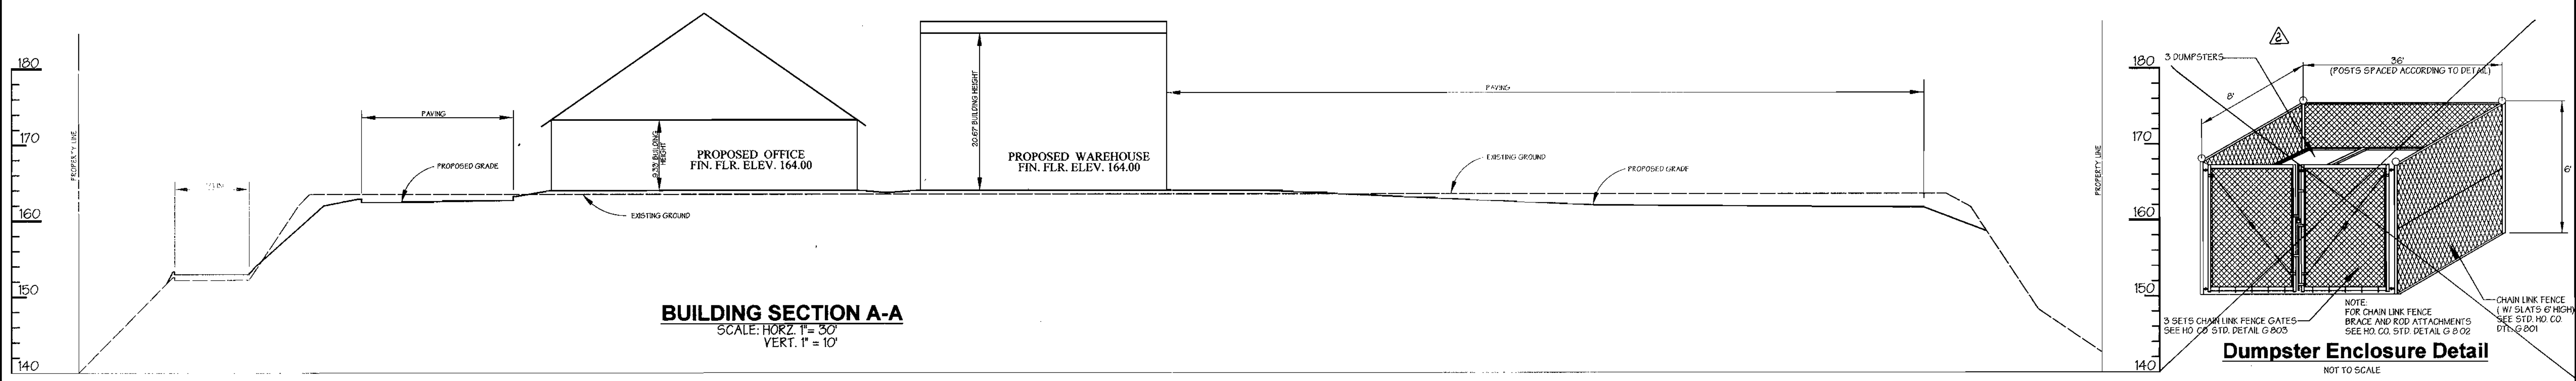 180
170
160
150
140
PROPERTY LINE
PAVING
PROPOSED GRADE
EXISTING GROUND
9.33' BUILDING
HEIGHT
PROPOSED OFFICE
FIN. FLR. ELEV. 164.00
20.67' BUILDING HEIGHT
PROPOSED WAREHOUSE
FIN. FLR. ELEV. 164.00
PAVING
EXISTING GROUND
PROPOSED GRADE
PROPERTY LINE
BUILDING SECTION A-A
SCALE: HORZ. 1"= 30'
VERT. 1" = 10'
180
170
160
150
140
2
3 DUMPSTERS
36'
(POSTS SPACED ACCORDING TO DETAIL)
8'
6'
3 SETS CHAIN LINK FENCE GATES
SEE HO CO STD. DETAIL G 803
NOTE:
FOR CHAIN LINK FENCE
BRACE AND ROD ATTACHMENTS
SEE HO. CO. STD. DETAIL G 8 02
CHAIN LINK FENCE
( W/ SLATS 6' HIGH)
SEE STD. HO. CO.
DTL. G 801
Dumpster Enclosure Detail
NOT TO SCALE